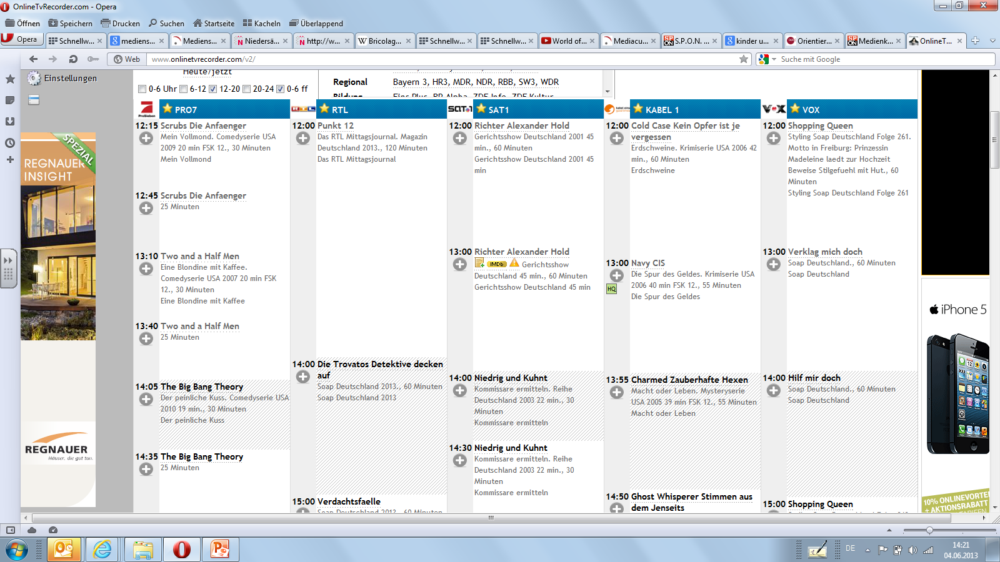 OnlineTvRecorder.com - Opera
Öffnen Speichern Drucken Suchen Startseite Kacheln Überlappend
Opera Schnellw... mediens... Mediens... Niedersä... http://w... Bricolag... Schnellw... Schnellw... World of... Mediacu... S.P.O.N. ... kinder u... Orientier... Medienk... OnlineT...
Web www.onlinetvrecorder.com/v2/ Suche mit Google
Einstellungen
Heute/jetzt
0-6 Uhr 6-12 12-20 20-24 0-6 ff
Regional Bayern 3, HR3, MDR, NDR, RBB, SW3, WDR
Bildung Eins Plus, BR Alpha, ZDF Info, ZDF Kultur
ProSieben PRO7
12:15 Scrubs Die Anfaenger
Mein Vollmond. Comedyserie USA
2009 20 min FSK 12., 30 Minuten
Mein Vollmond
12:45 Scrubs Die Anfaenger
25 Minuten
13:10 Two and a Half Men
Eine Blondine mit Kaffee.
Comedyserie USA 2007 20 min FSK
12., 30 Minuten
Eine Blondine mit Kaffee
13:40 Two and a Half Men
25 Minuten
14:05 The Big Bang Theory
Der peinliche Kuss. Comedyserie USA
2010 19 min., 30 Minuten
Der peinliche Kuss
14:35 The Big Bang Theory
25 Minuten
RTL RTL
12:00 Punkt 12
Das RTL Mittagsjournal. Magazin
Deutschland 2013., 120 Minuten
Das RTL Mittagsjournal
14:00 Die Trovatos Detektive decken
auf
Soap Deutschland 2013., 60 Minuten
Soap Deutschland 2013
15:00 Verdachtsfaelle
Soap Deutschland 2013., 60 Minuten
SAT.1 SAT1
12:00 Richter Alexander Hold
Gerichtsshow Deutschland 2001 45
min., 60 Minuten
Gerichtsshow Deutschland 2001 45
min
13:00 Richter Alexander Hold
IMDb Gerichtsshow
Deutschland 45 min., 60 Minuten
Gerichtsshow Deutschland 45 min
14:00 Niedrig und Kuhnt
Kommissare ermitteln. Reihe
Deutschland 2003 22 min., 30
Minuten
Kommissare ermitteln
14:30 Niedrig und Kuhnt
Kommissare ermitteln. Reihe
Deutschland 2003 22 min., 30
Minuten
Kommissare ermitteln
kabel eins KABEL 1
12:00 Cold Case Kein Opfer ist je
vergessen
Erdschweine. Krimiserie USA 2006 42
min., 60 Minuten
Erdschweine
13:00 Navy CIS
HQ
Die Spur des Geldes. Krimiserie USA
2006 40 min FSK 12., 55 Minuten
Die Spur des Geldes
13:55 Charmed Zauberhafte Hexen
Macht oder Leben. Mysteryserie
USA 2005 39 min FSK 12., 55 Minuten
Macht oder Leben
14:50 Ghost Whisperer Stimmen aus
dem Jenseits
VOX VOX
12:00 Shopping Queen
Styling Soap Deutschland Folge 261.
Motto in Freiburg: Prinzessin
Madeleine laedt zur Hochzeit
Beweise Stilgefuehl mit Hut., 60
Minuten
Styling Soap Deutschland Folge 261
13:00 Verklag mich doch
Soap Deutschland., 60 Minuten
Soap Deutschland
14:00 Hilf mir doch
Soap Deutschland., 60 Minuten
Soap Deutschland
15:00 Shopping Queen
SPEZIAL
REGNAUER
INSIGHT
REGNAUER
Häuser, die gut tun.
iPhone 5
10% ONLINEVORTEI
+ AKTIONSRABATT
DE
14:21
04.06.2013